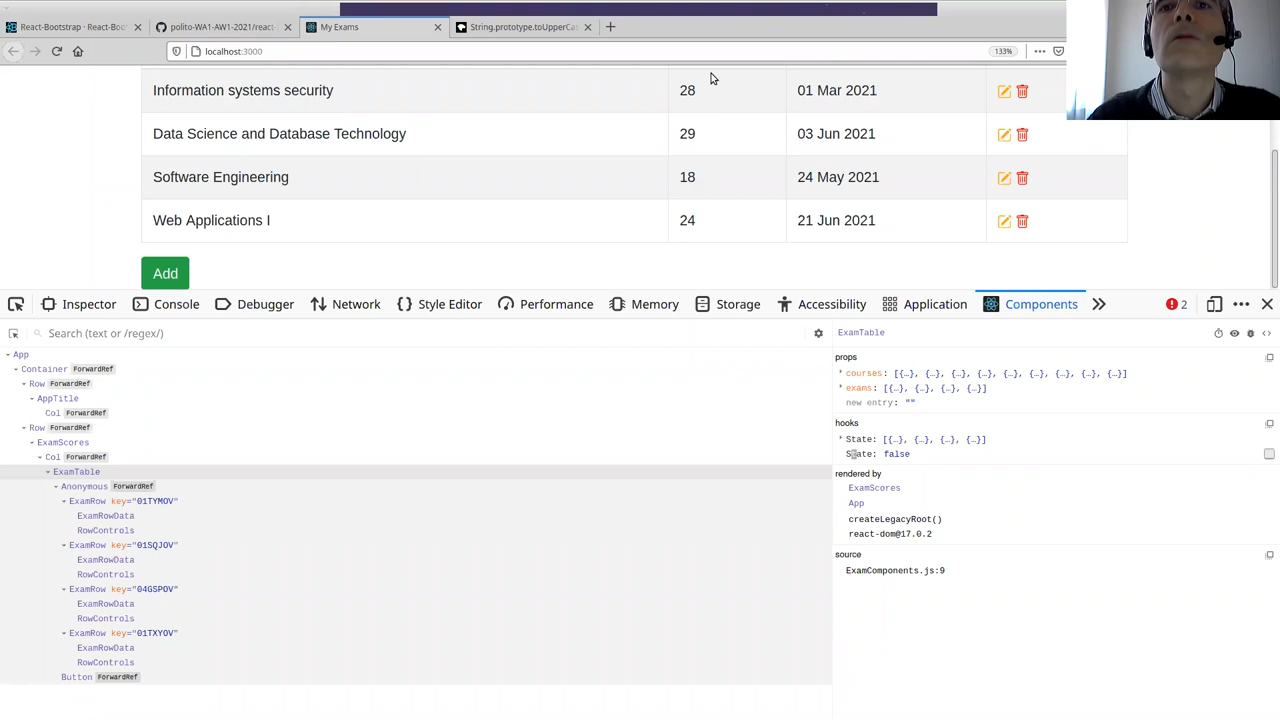 React-Bootstrap · React-Boo
polito-WA1-AW1-2021/react-
My Exams
String.prototype.toUpperCas
localhost:3000
133%
Information systems security 28 01 Mar 2021
Data Science and Database Technology 29 03 Jun 2021
Software Engineering 18 24 May 2021
Web Applications I 24 21 Jun 2021
Add
Inspector Console Debugger Network Style Editor Performance Memory Storage Accessibility Application Components 2
Search (text or /regex/)
ExamTable
App
Container ForwardRef
Row ForwardRef
AppTitle
Col ForwardRef
Row ForwardRef
ExamScores
Col ForwardRef
ExamTable
Anonymous ForwardRef
ExamRow key="01TYMOV"
ExamRowData
RowControls
ExamRow key="01SQJOV"
ExamRowData
RowControls
ExamRow key="04GSPOV"
ExamRowData
RowControls
ExamRow key="01TXYOV"
ExamRowData
RowControls
Button ForwardRef
props
courses: [{…}, {…}, {…}, {…}, {…}, {…}, {…}, {…}, {…}]
exams: [{…}, {…}, {…}, {…}]
new entry: ""
hooks
State: [{…}, {…}, {…}, {…}]
State: false
rendered by
ExamScores
App
createLegacyRoot()
react-dom@17.0.2
source
ExamComponents.js:9